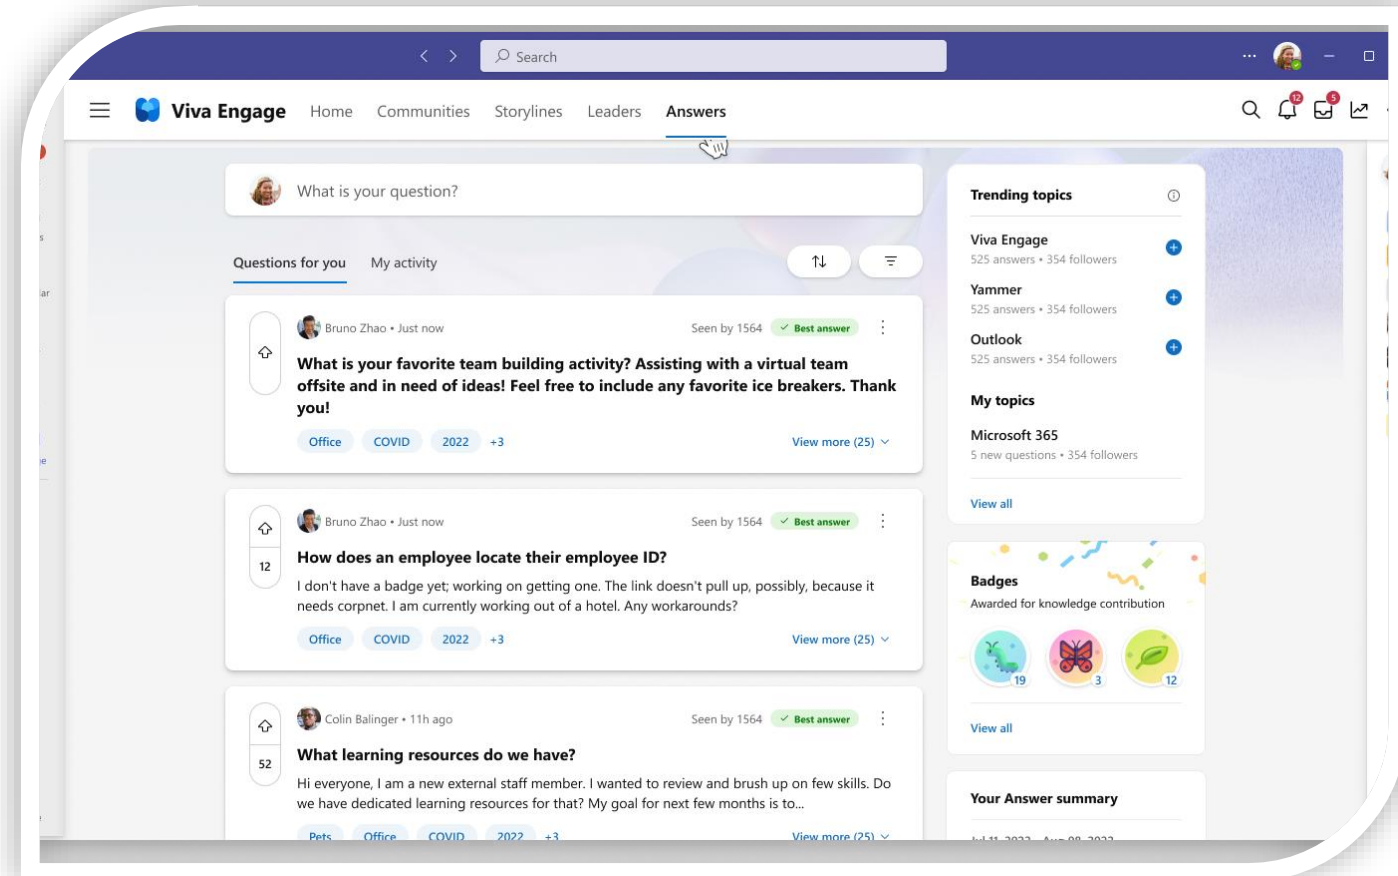 Search
Viva Engage Home Communities Storylines Leaders Answers
12
5
What is your question?
Questions for you My activity
Bruno Zhao • Just now Seen by 1564 Best answer
What is your favorite team building activity? Assisting with a virtual team
offsite and in need of ideas! Feel free to include any favorite ice breakers. Thank
you!
Office COVID 2022 +3 View more (25)
Bruno Zhao • Just now Seen by 1564 Best answer
12
How does an employee locate their employee ID?
I don't have a badge yet; working on getting one. The link doesn't pull up, possibly, because it
needs corpnet. I am currently working out of a hotel. Any workarounds?
Office COVID 2022 +3 View more (25)
Colin Balinger • 11h ago Seen by 1564 Best answer
52
What learning resources do we have?
Hi everyone, I am a new external staff member. I wanted to review and brush up on few skills. Do
we have dedicated learning resources for that? My goal for next few months is to...
Pets Office COVID 2022 +3 View more (25)
Trending topics
Viva Engage
525 answers • 354 followers
Yammer
525 answers • 354 followers
Outlook
525 answers • 354 followers
My topics
Microsoft 365
5 new questions • 354 followers
View all
Badges
Awarded for knowledge contribution
19 3 12
View all
Your Answer summary